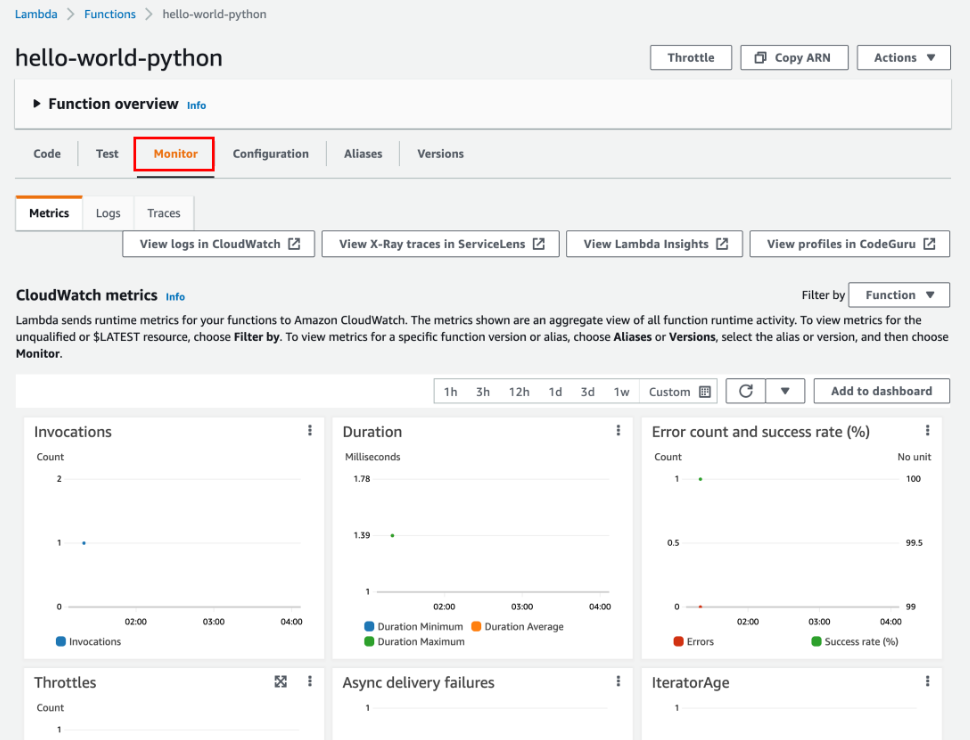 Lambda > Functions > hello-world-python
hello-world-python
Throttle Copy ARN Actions ▼
▶ Function overview Info
Code Test Monitor Configuration Aliases Versions
Metrics Logs Traces
View logs in CloudWatch View X-Ray traces in ServiceLens View Lambda Insights View profiles in CodeGuru
CloudWatch metrics Info
Filter by Function ▼
Lambda sends runtime metrics for your functions to Amazon CloudWatch. The metrics shown are an aggregate view of all function runtime activity. To view metrics for the
unqualified or $LATEST resource, choose Filter by. To view metrics for a specific function version or alias, choose Aliases or Versions, select the alias or version, and then choose
Monitor.
1h 3h 12h 1d 3d 1w Custom ▼ Add to dashboard
Invocations
Count
2
1
0
02:00 03:00 04:00
Invocations
Duration
Milliseconds
1.78
1.39
1
02:00 03:00 04:00
Duration Minimum Duration Average
Duration Maximum
Error count and success rate (%)
Count No unit
1 100
0.5 99.5
0 99
02:00 03:00 04:00
Errors Success rate (%)
Throttles
Count
1
Async delivery failures
1
IteratorAge
1